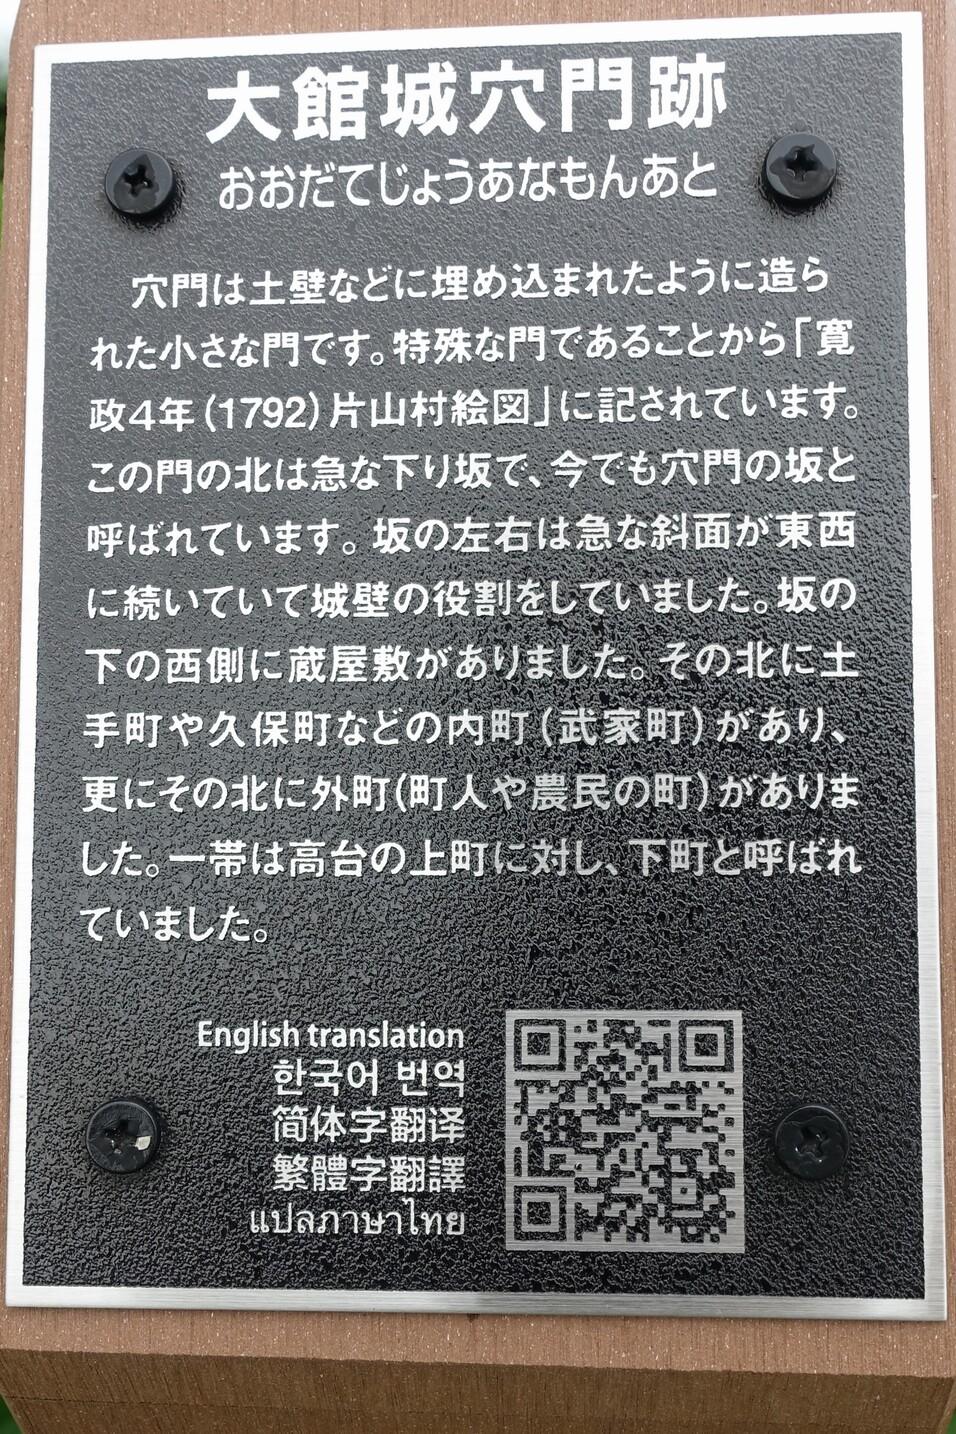 大館城穴門跡
おおだてじょうあなもんあと
穴門は土壁などに埋め込まれたように造ら
れた小さな門です。特殊な門であることから「寛
政4年(1792)片山村絵図」に記されています。
この門の北は急な下り坂で、今でも穴門の坂と
呼ばれています。坂の左右は急な斜面が東西
に続いていて城壁の役割をしていました。坂の
下の西側に蔵屋敷がありました。その北に土
手町や久保町などの内町(武家町)があり、
更にその北に外町(町人や農民の町)がありま
した。一帯は高台の上町に対し、下町と呼ばれ
ていました。
English translation
한국어 번역
简体字翻译
繁體字翻譯
แปลภาษาไทย